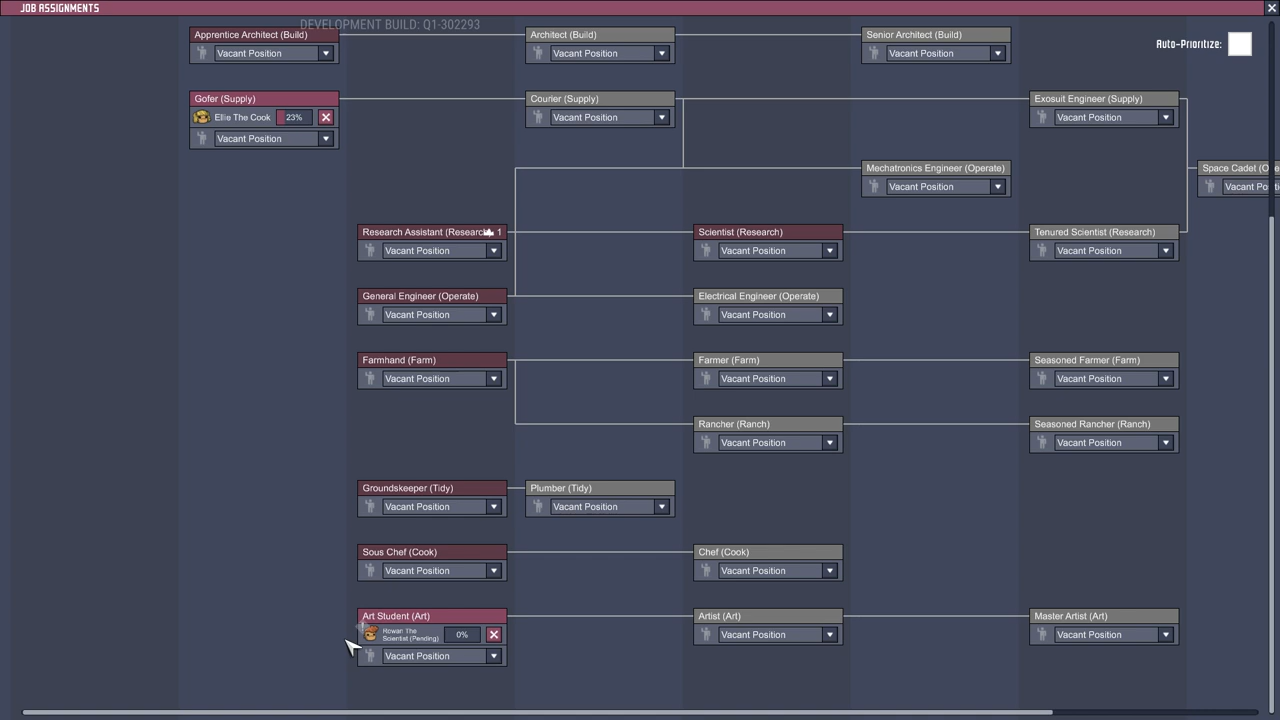 JOB ASSIGNMENTS
DEVELOPMENT BUILD: Q1-302293
Auto-Prioritize:
Apprentice Architect (Build)
Vacant Position
Architect (Build)
Vacant Position
Senior Architect (Build)
Vacant Position
Gofer (Supply)
Ellie The Cook 23%
Vacant Position
Courier (Supply)
Vacant Position
Exosuit Engineer (Supply)
Vacant Position
Mechatronics Engineer (Operate)
Vacant Position
Space Cadet
Vacant
Research Assistant 1
Vacant Position
Scientist (Research)
Vacant Position
Tenured Scientist (Research)
Vacant Position
General Engineer (Operate)
Vacant Position
Electrical Engineer (Operate)
Vacant Position
Farmhand (Farm)
Vacant Position
Farmer (Farm)
Vacant Position
Seasoned Farmer (Farm)
Vacant Position
Rancher (Ranch)
Vacant Position
Seasoned Rancher (Ranch)
Vacant Position
Groundskeeper (Tidy)
Vacant Position
Plumber (Tidy)
Vacant Position
Sous Chef (Cook)
Vacant Position
Chef (Cook)
Vacant Position
Art Student (Art)
Rowan The
Scientist (Pending) 0%
Vacant Position
Artist (Art)
Vacant Position
Master Artist (Art)
Vacant Position